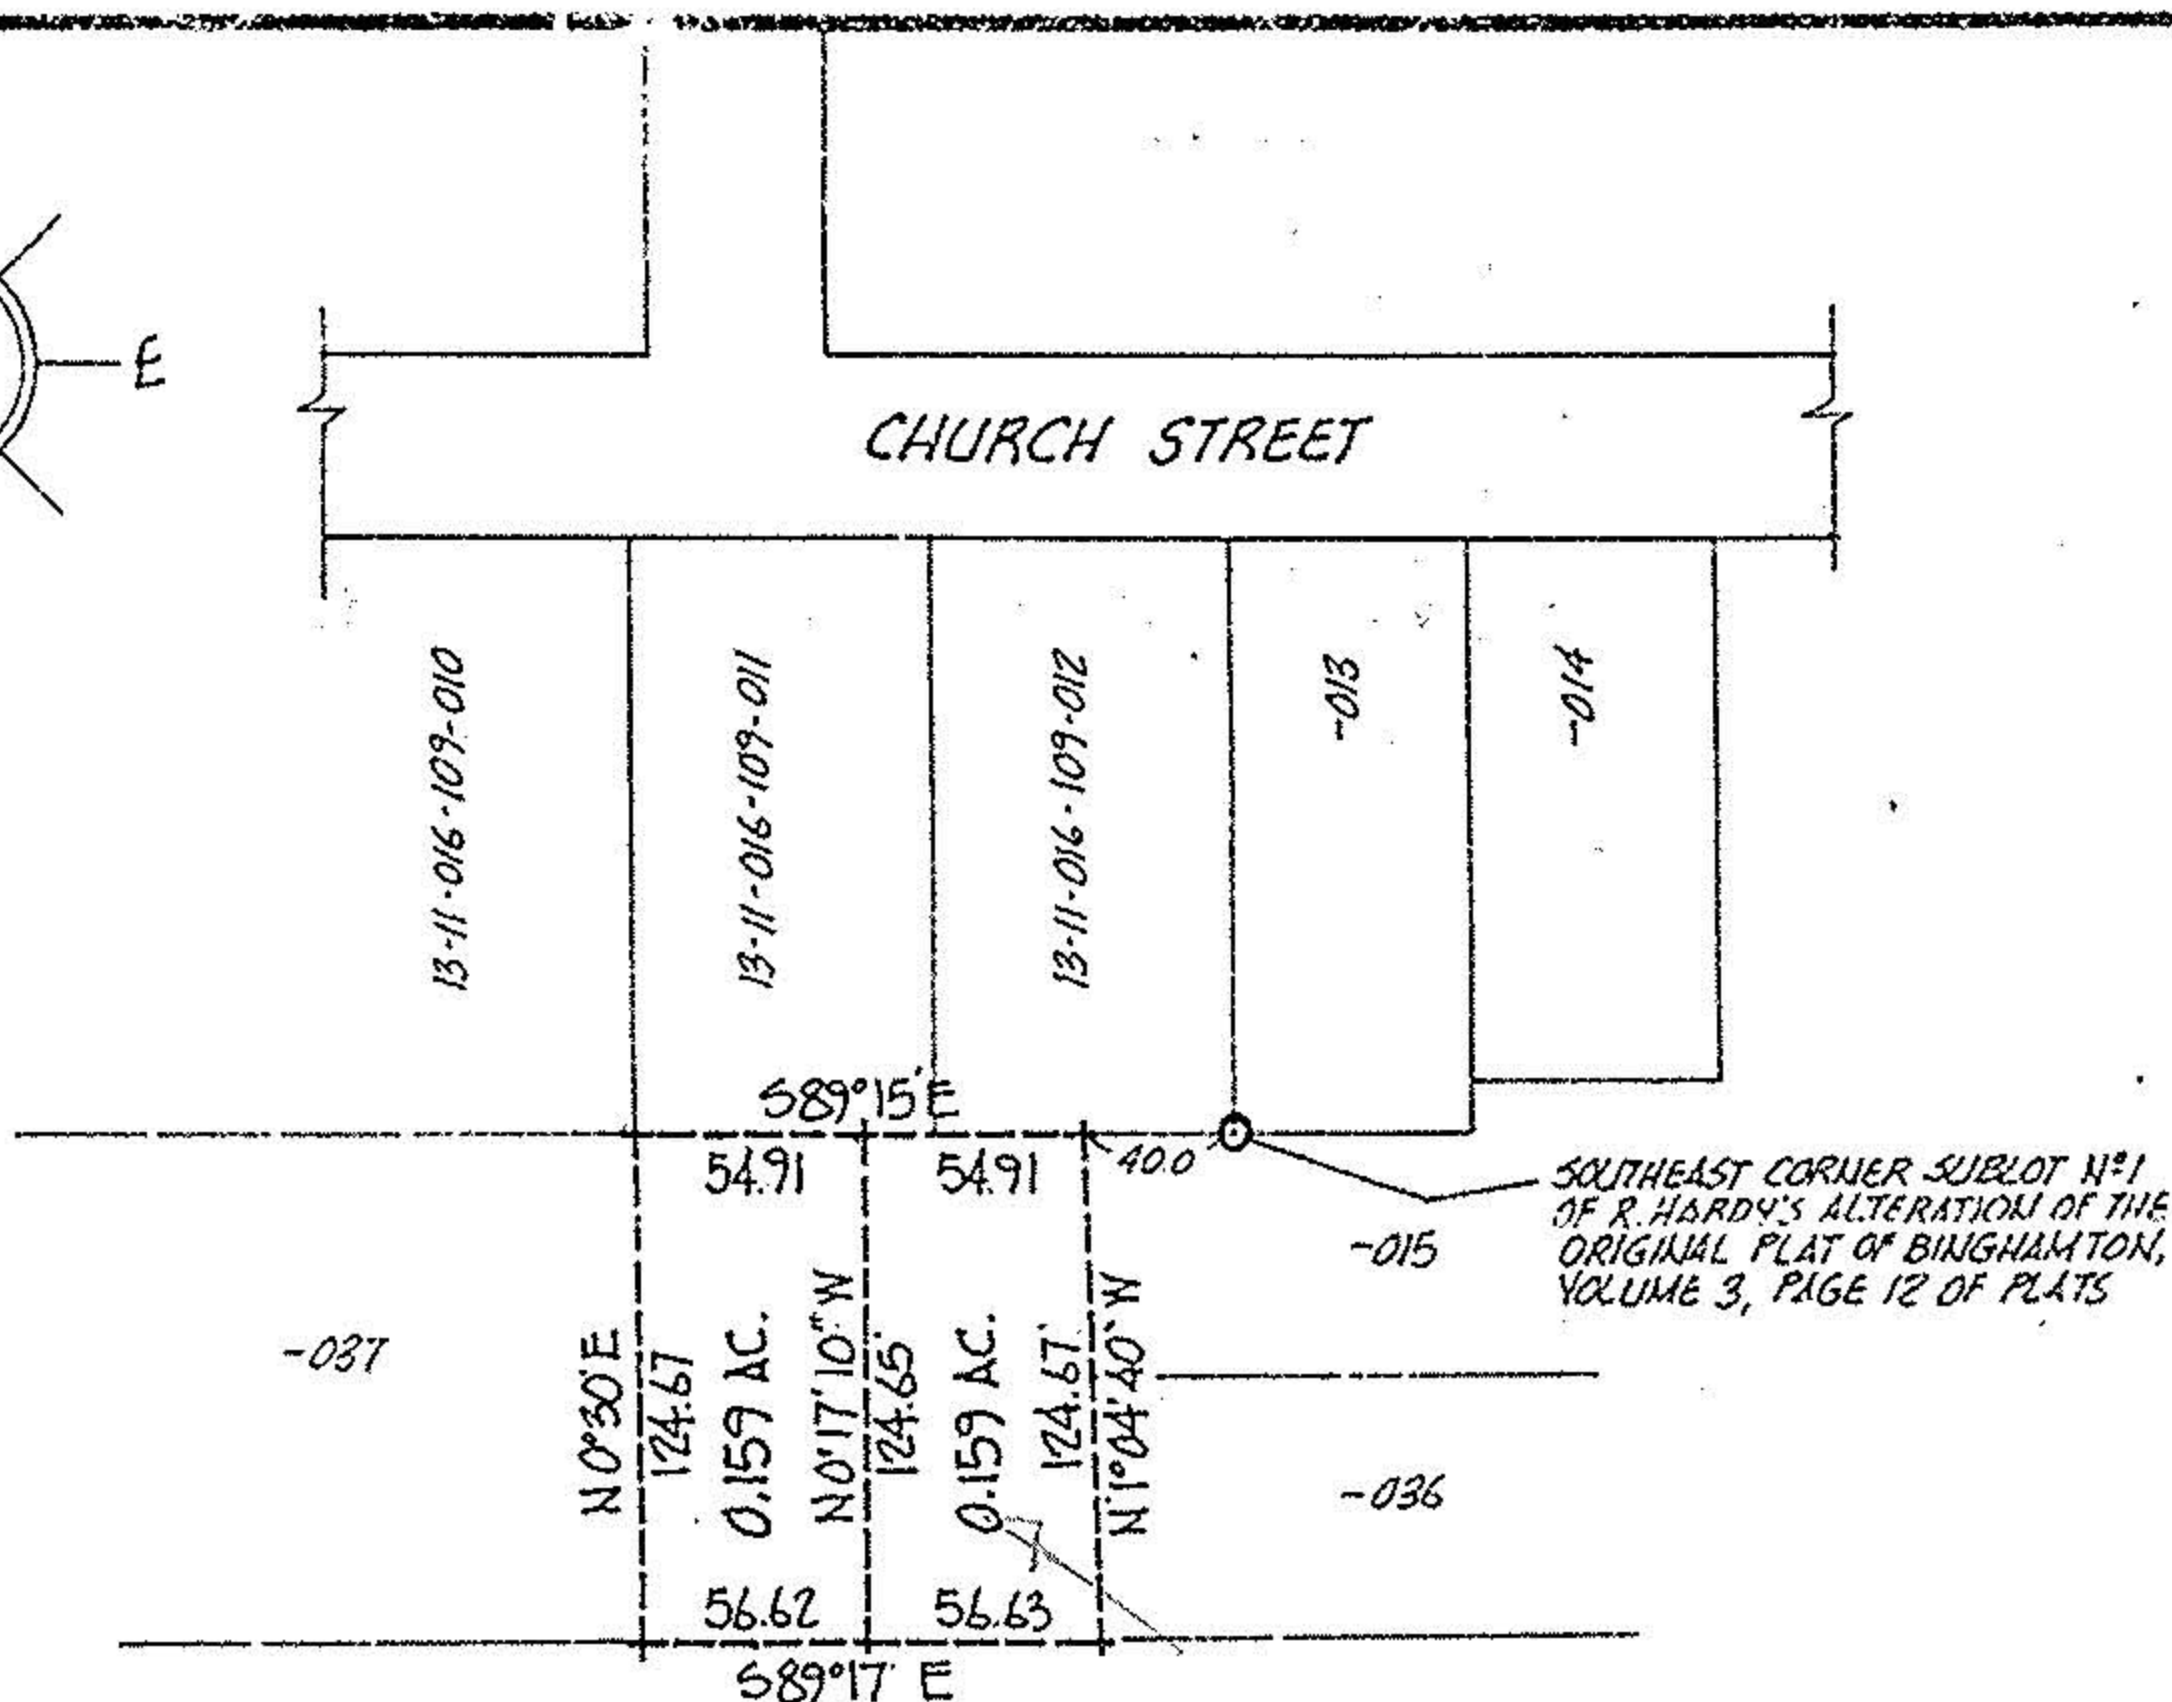 E
CHURCH STREET
13-11-016-109-010
13-11-016-109-011
13-11-016-109-012
-013
-014
S89°15'E
54.91
54.91
40.0
SOUTHEAST CORNER SUBLOT Nº1
OF R. HARDY'S ALTERATION OF THE
ORIGINAL PLAT OF BINGHAMTON,
VOLUME 3, PAGE 12 OF PLATS
-015
-037
N0°30'E
124.67
0.159 AC.
N0°17'10"W
124.65
0.159 AC.
124.67
N1°04'40"W
-036
56.62
56.63
S89°17' E